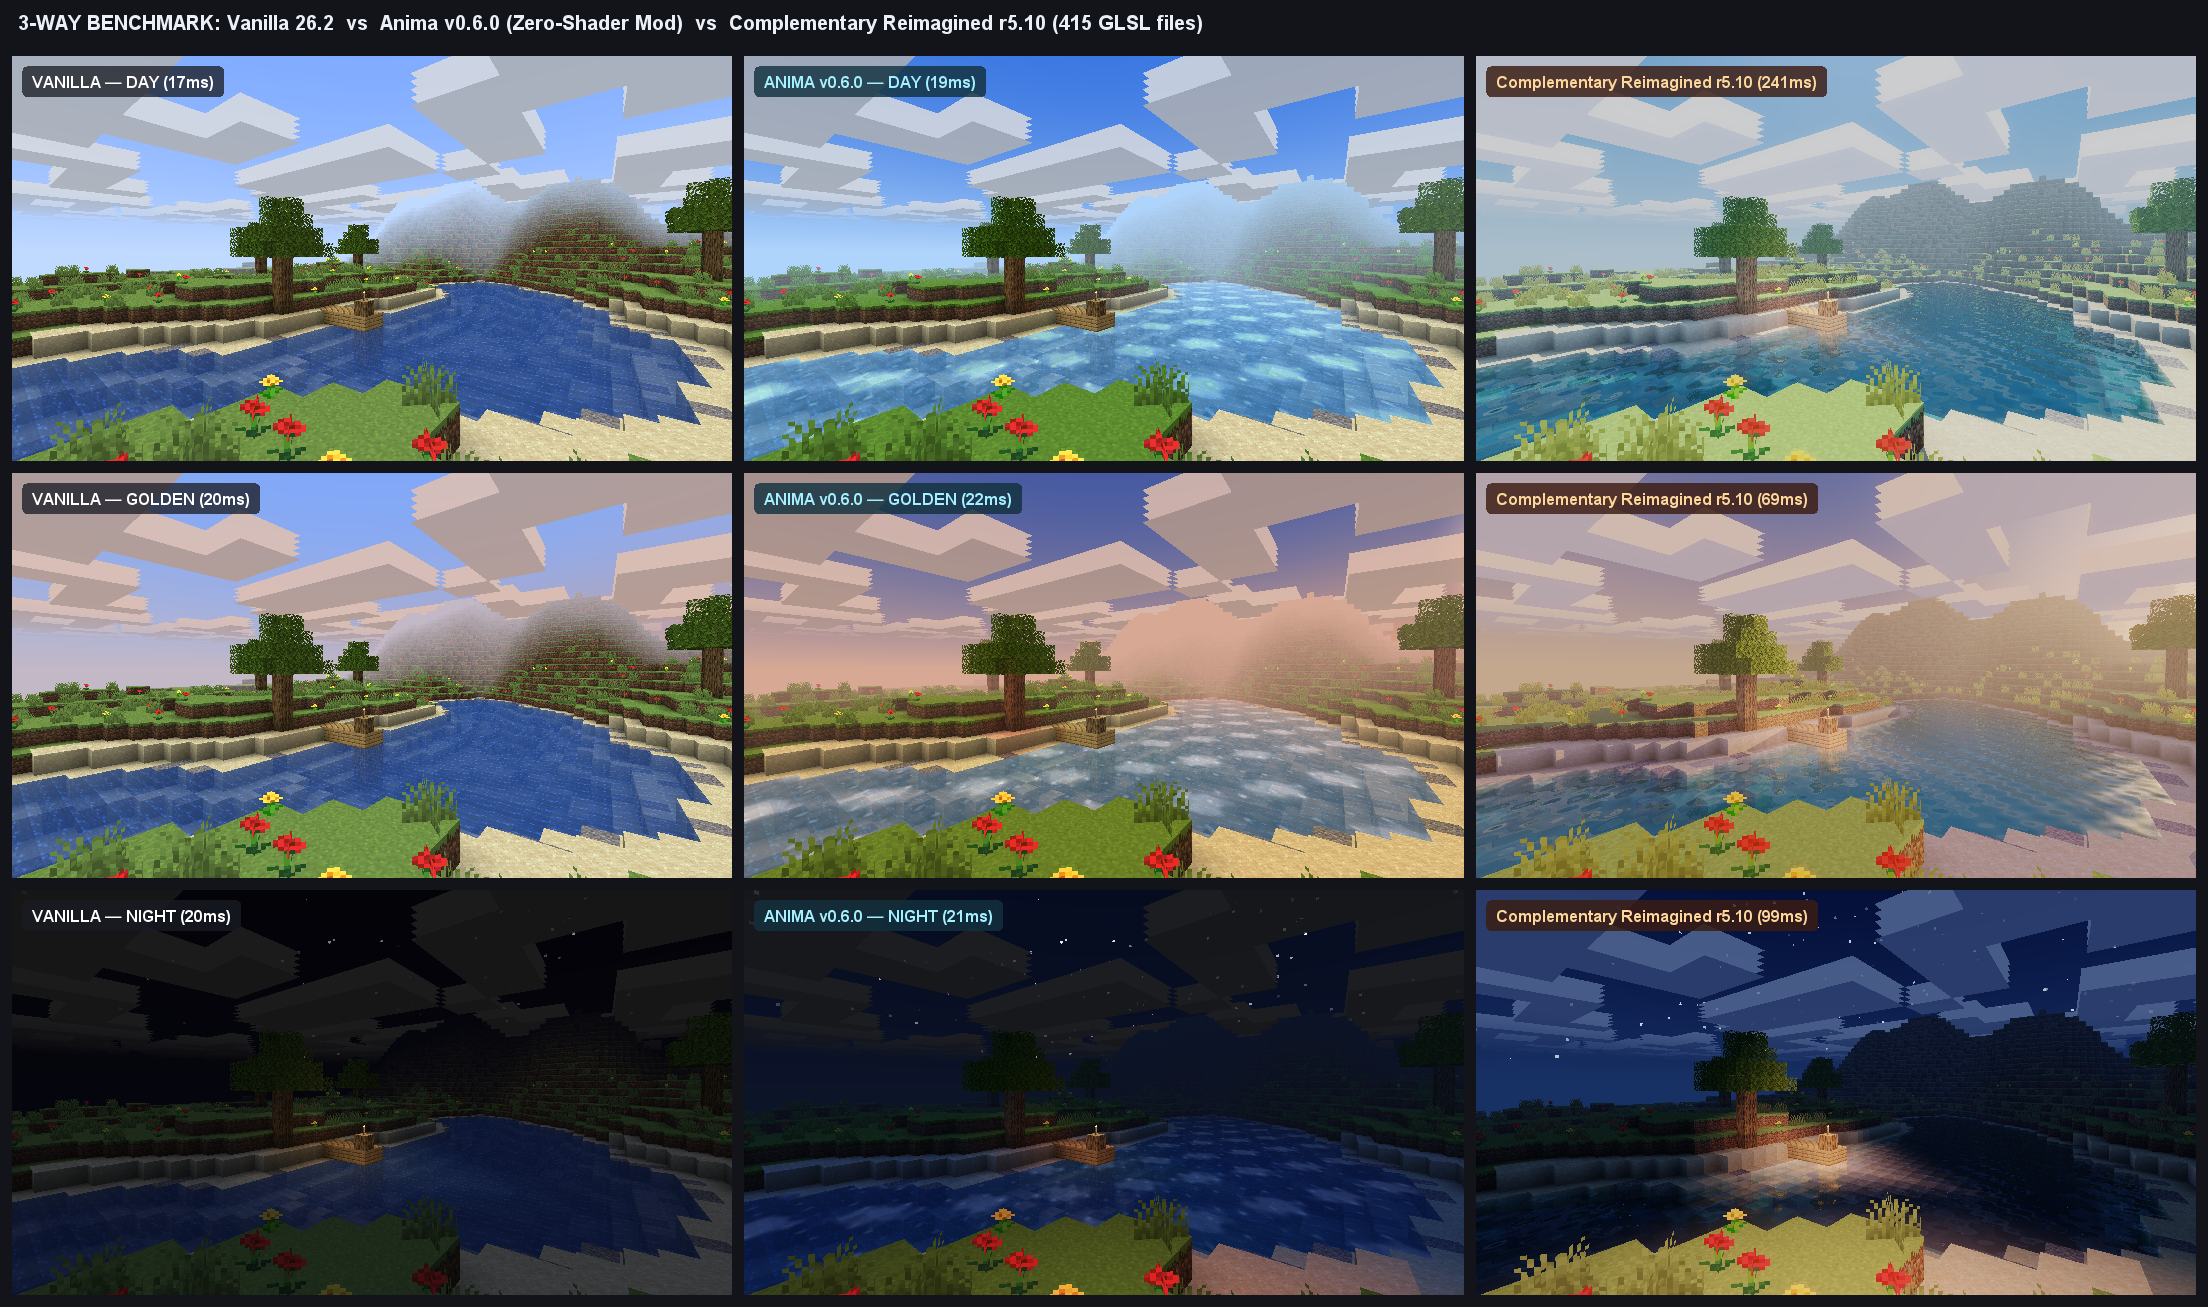 3-WAY BENCHMARK: Vanilla 26.2 vs Anima v0.6.0 (Zero-Shader Mod) vs Complementary Reimagined r5.10 (415 GLSL files)
VANILLA — DAY (17ms)
ANIMA v0.6.0 — DAY (19ms)
Complementary Reimagined r5.10 (241ms)
VANILLA — GOLDEN (20ms)
ANIMA v0.6.0 — GOLDEN (22ms)
Complementary Reimagined r5.10 (69ms)
VANILLA — NIGHT (20ms)
ANIMA v0.6.0 — NIGHT (21ms)
Complementary Reimagined r5.10 (99ms)